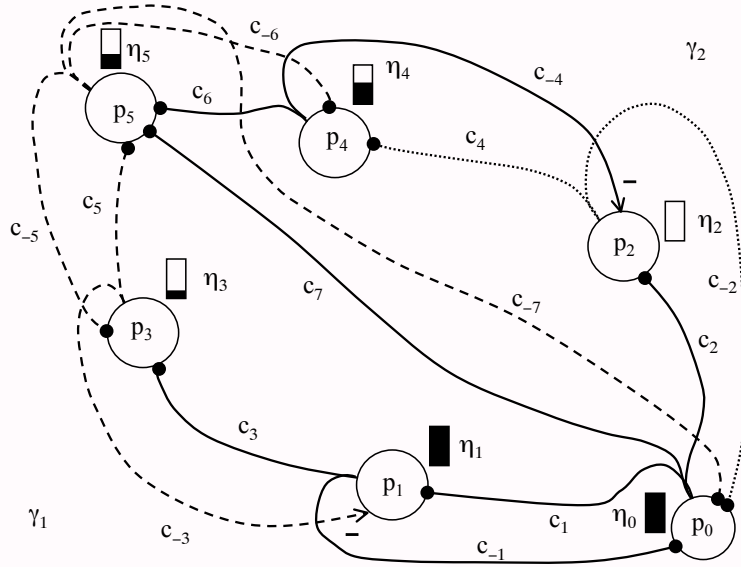 c₋₆
η₅
γ₂
η₄
c₋₄
p₅
c₆
p₄
c₄
−
c₅
η₂
c₋₅
p₂
η₃
c₇
c₋₇
c₋₂
p₃
c₂
c₃
η₁
p₁
γ₁
c₋₃
−
c₁
η₀
p₀
c₋₁